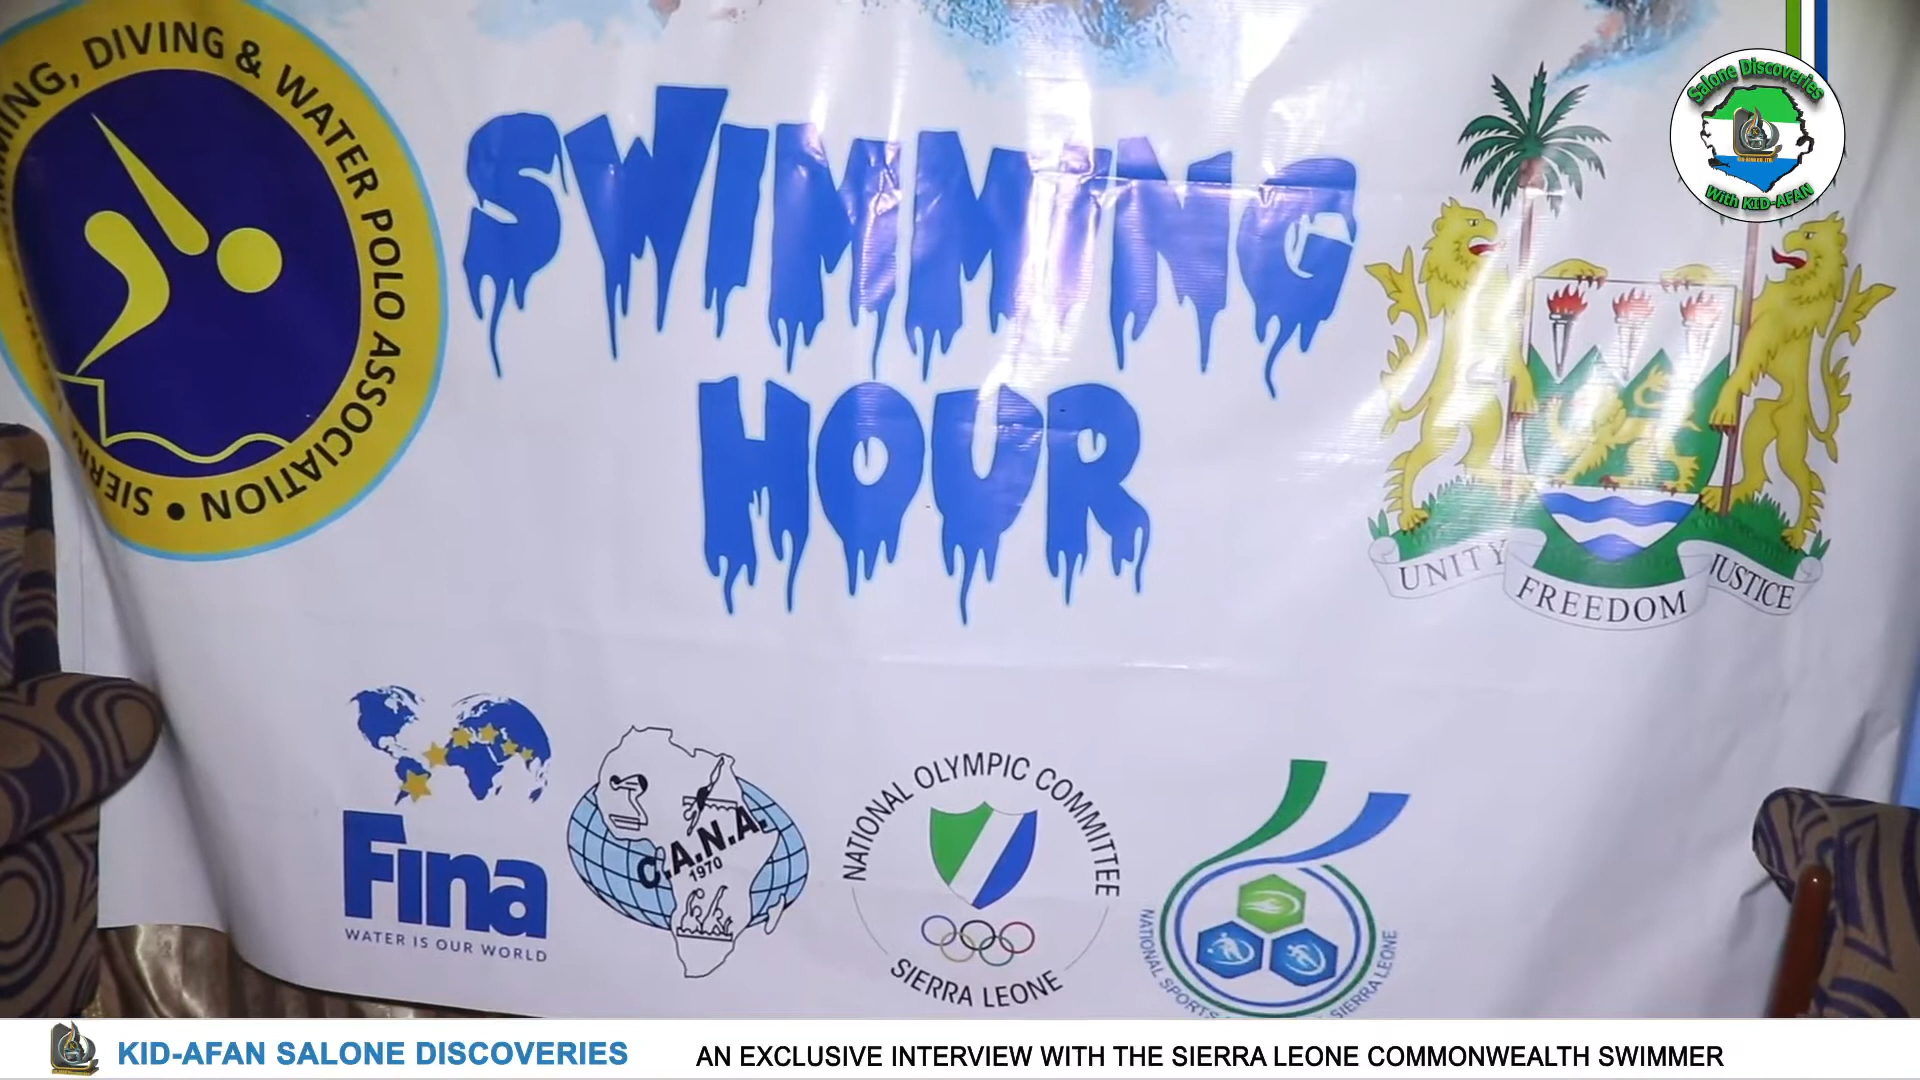 MMING, DIVING & WATER POLO ASSOCIATION • SIERR
SWIMMING
HOUR
Salone Discoveries
With KID-AFAN
UNITY FREEDOM JUSTICE
Fina
WATER IS OUR WORLD
C.A.N.A.
1970
NATIONAL OLYMPIC COMMITTEE
SIERRA LEONE
NATIONAL SPORTS
SIERRA LEONE
KID-AFAN SALONE DISCOVERIES
AN EXCLUSIVE INTERVIEW WITH THE SIERRA LEONE COMMONWEALTH SWIMMER